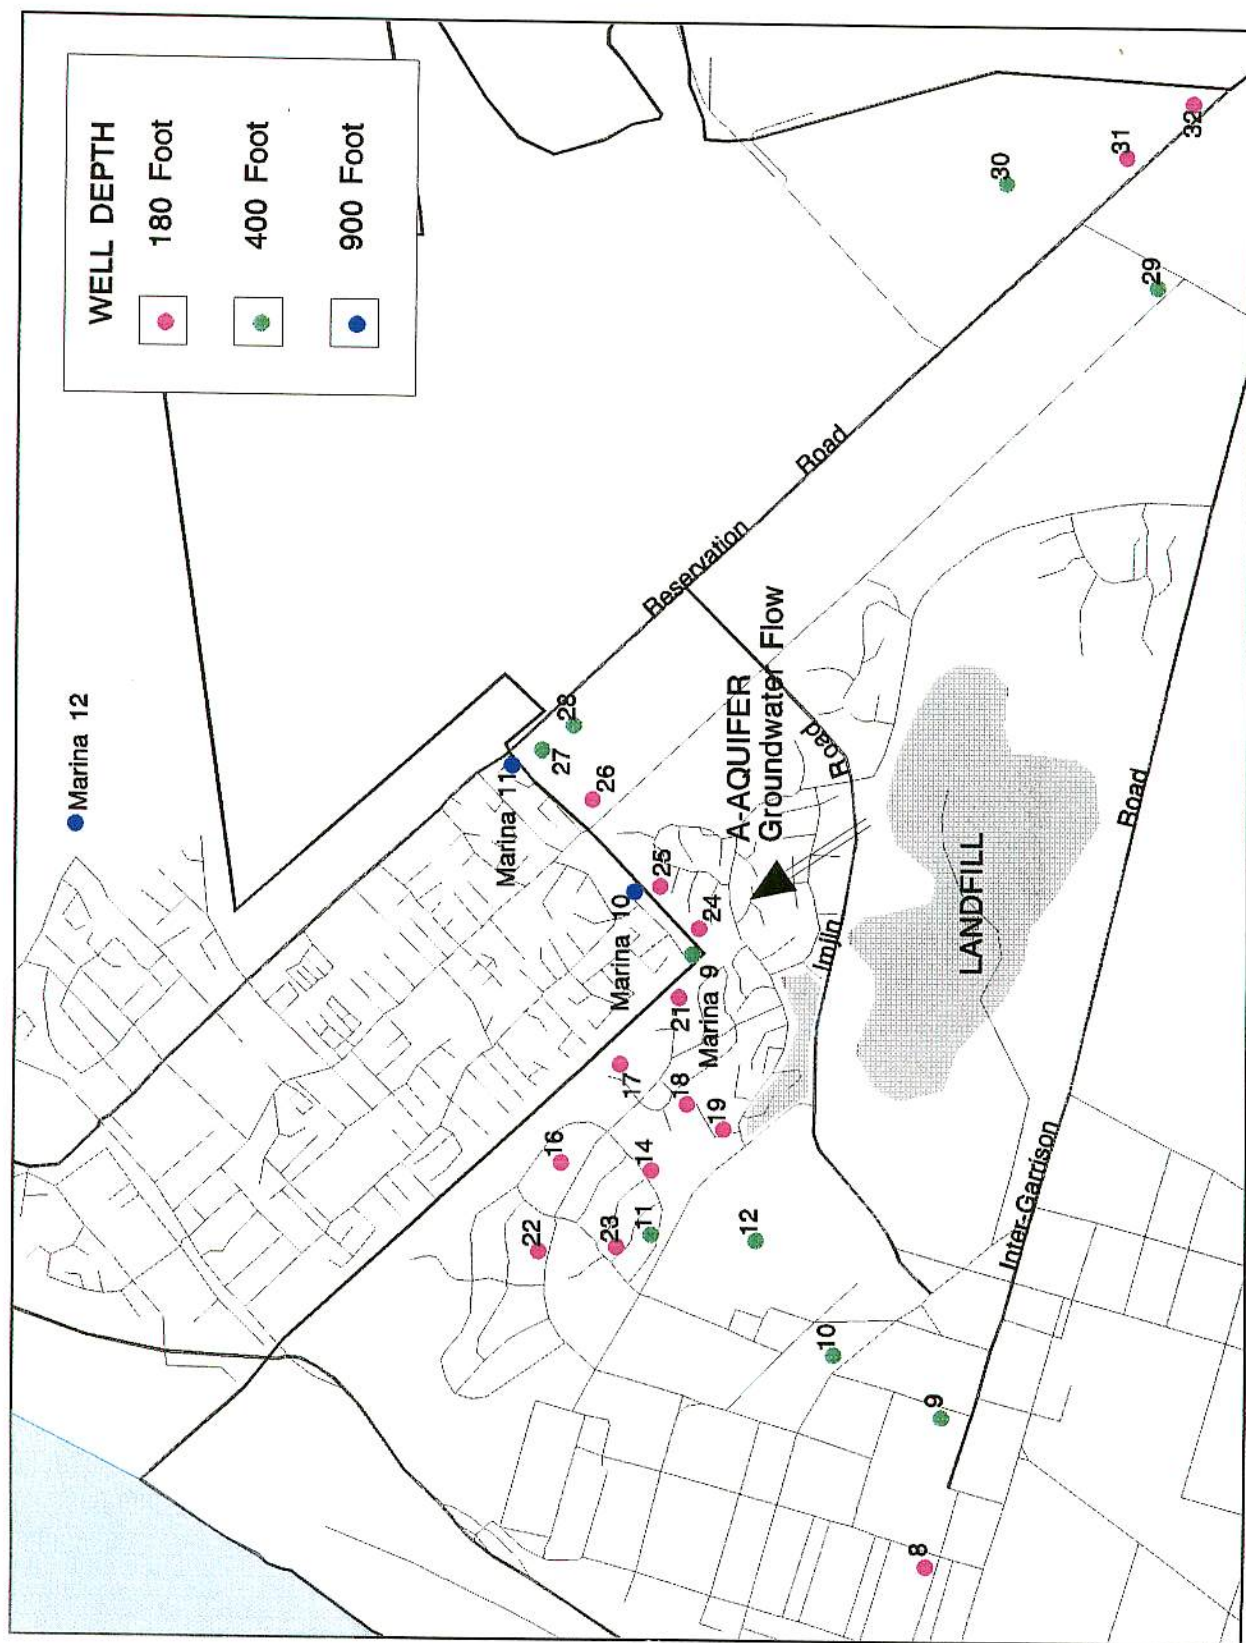 WELL DEPTH
180 Foot
400 Foot
900 Foot
Marina 12
Marina 11
Marina 10
Marina 9
Reservation Road
A-AQUIFER
Groundwater Flow
Imjin Road
LANDFILL
Inter-Garrison Road
8
9
10
11
12
14
16
17
18
19
21
22
23
24
25
26
27
28
29
30
31
32